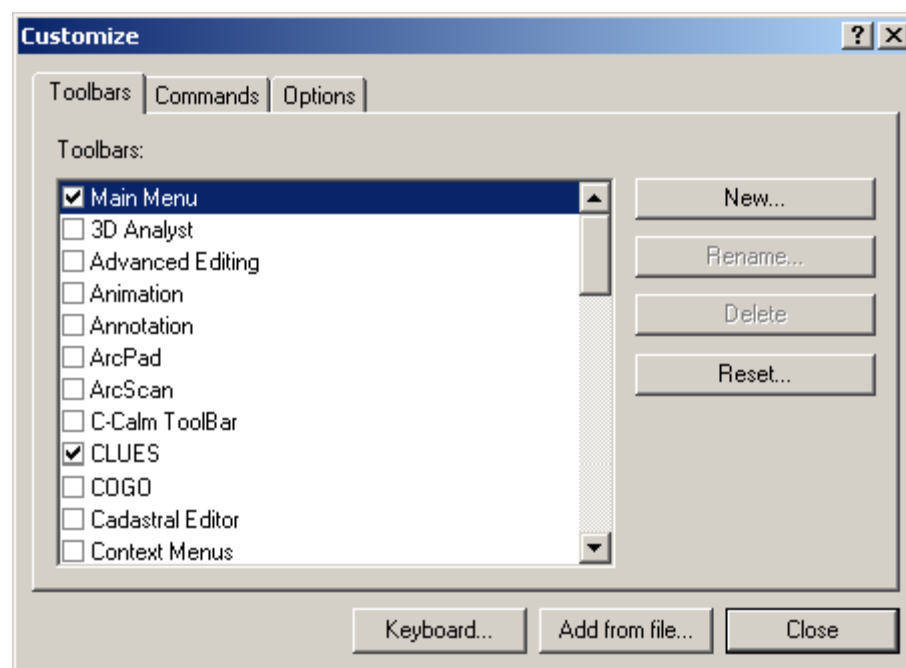 Customize
Toolbars Commands Options
Toolbars:
Main Menu
3D Analyst
Advanced Editing
Animation
Annotation
ArcPad
ArcScan
C-Calm ToolBar
CLUES
COGO
Cadastral Editor
Context Menus
New...
Rename...
Delete
Reset...
Keyboard... Add from file... Close